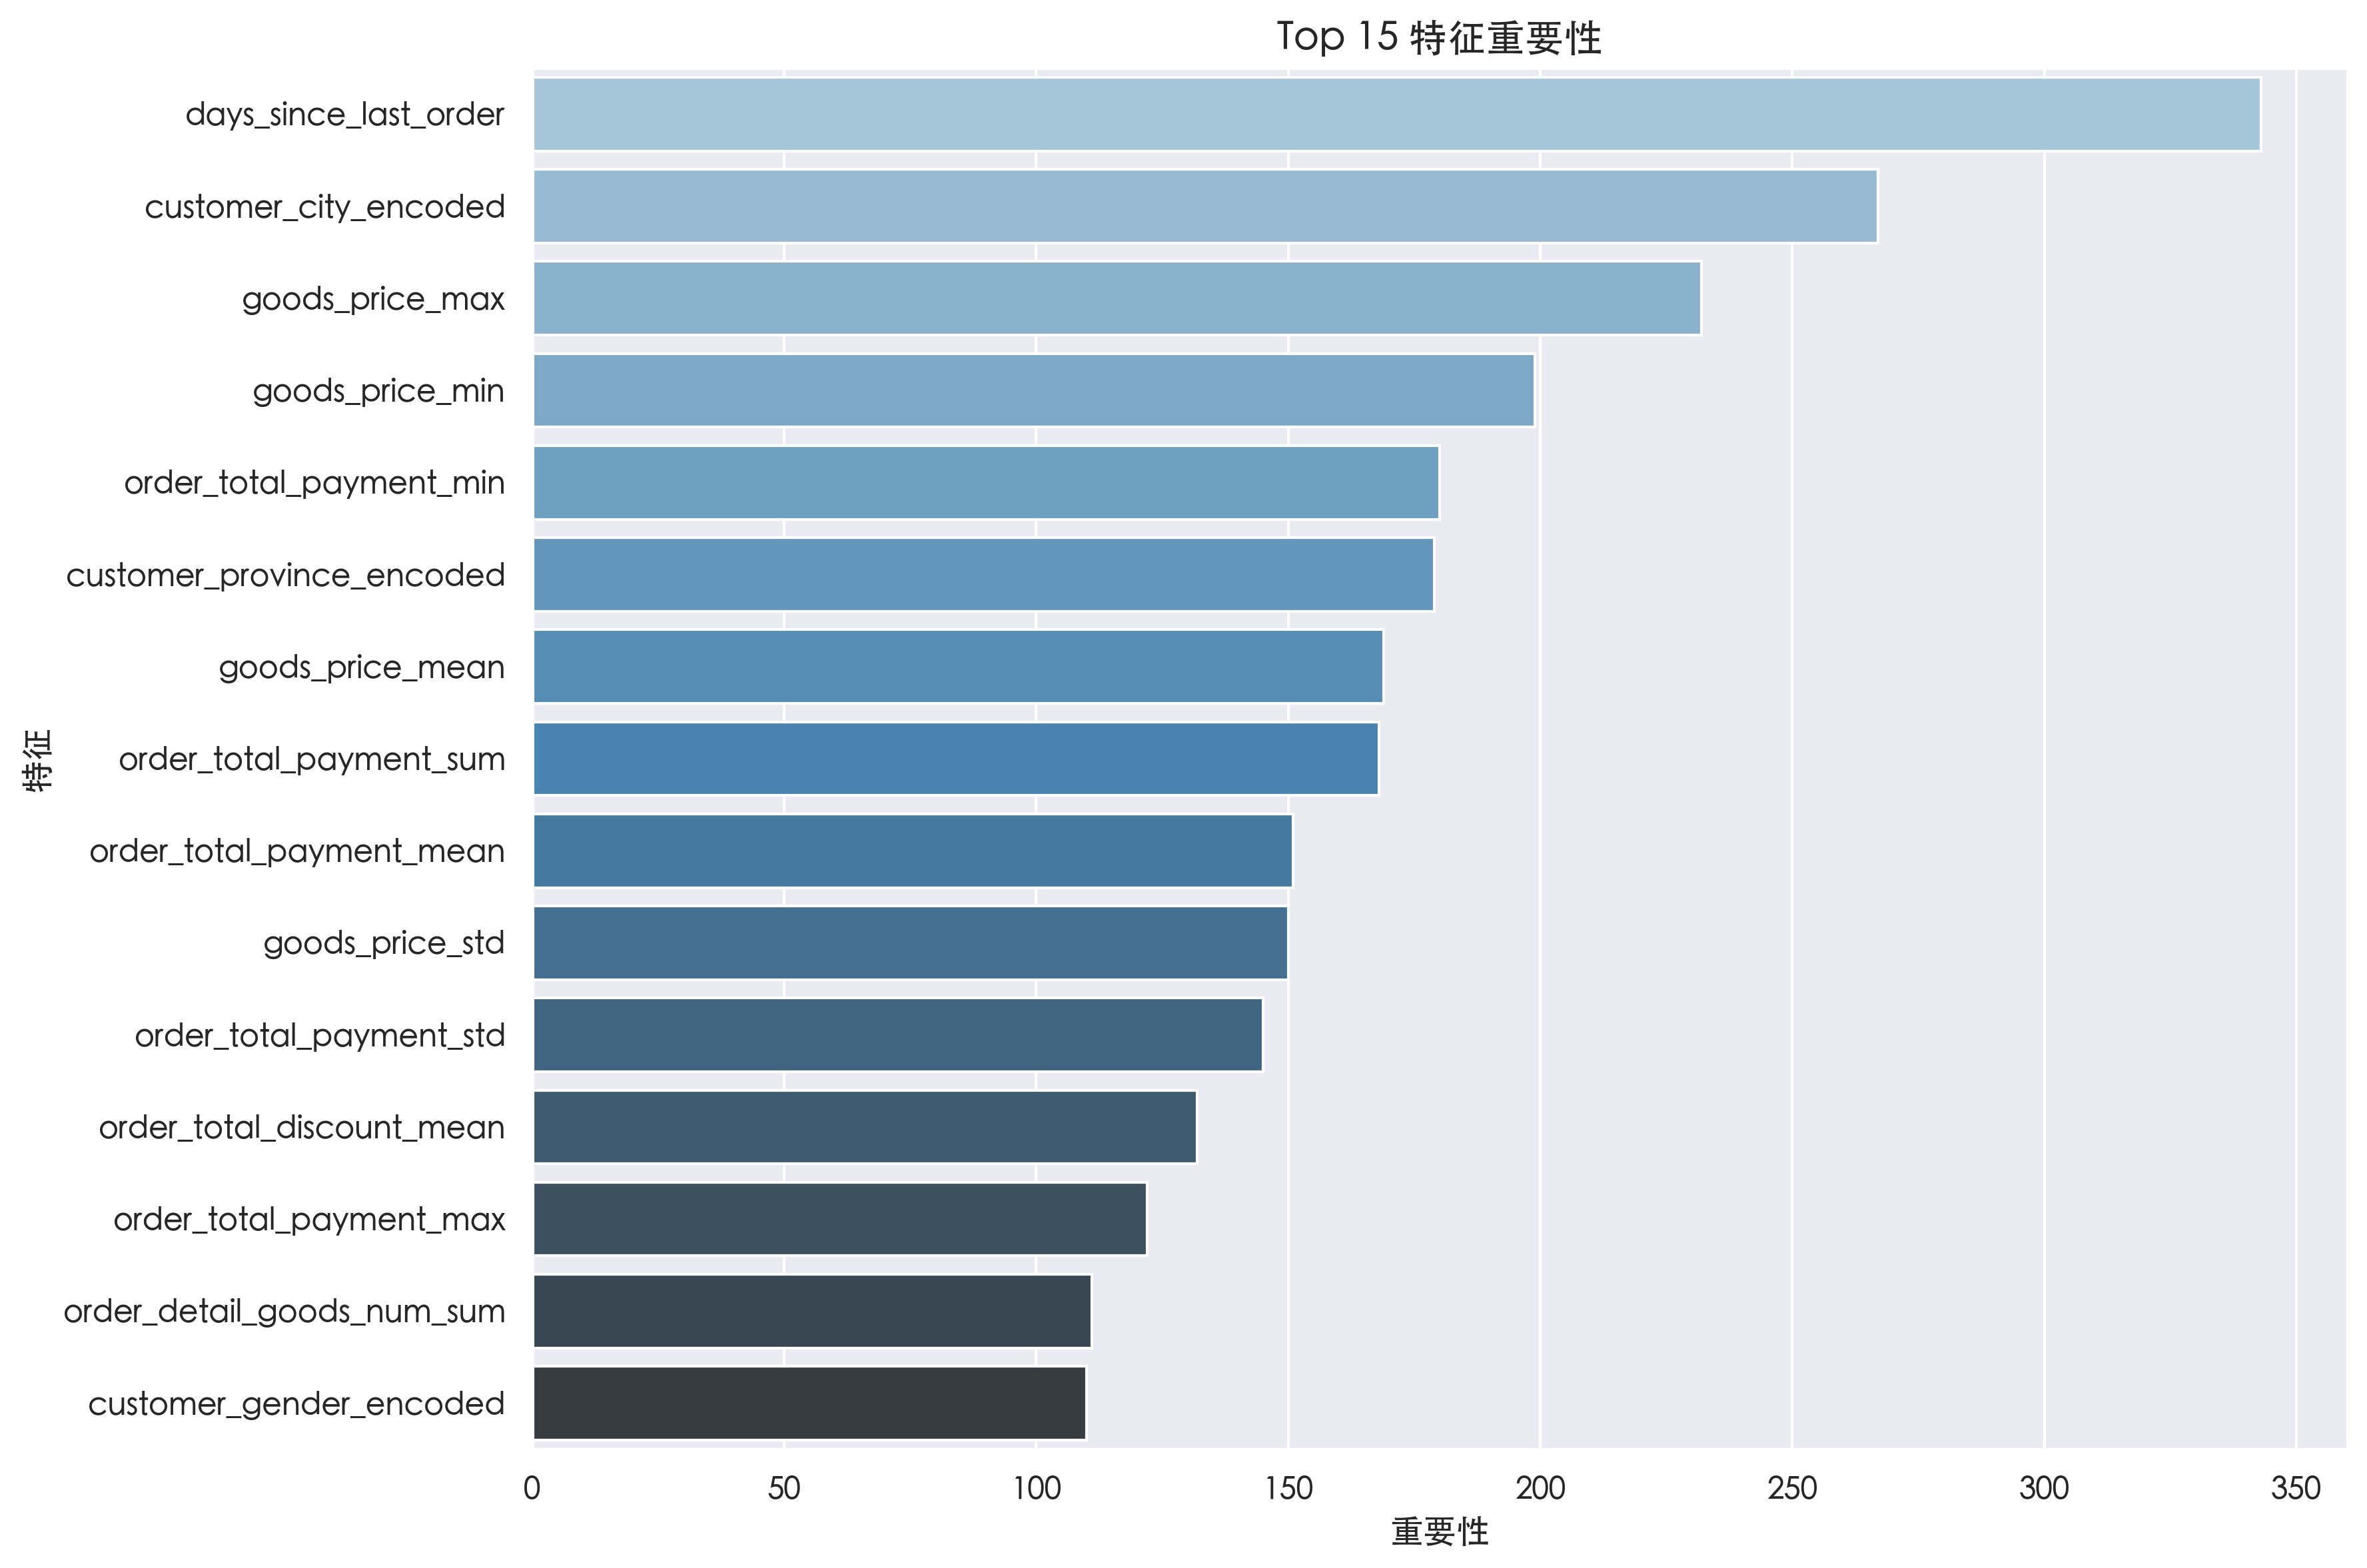 Top 15 特征重要性
days_since_last_order
customer_city_encoded
goods_price_max
goods_price_min
order_total_payment_min
customer_province_encoded
goods_price_mean
order_total_payment_sum
order_total_payment_mean
goods_price_std
order_total_payment_std
order_total_discount_mean
order_total_payment_max
order_detail_goods_num_sum
customer_gender_encoded
特征
0 50 100 150 200 250 300 350
重要性